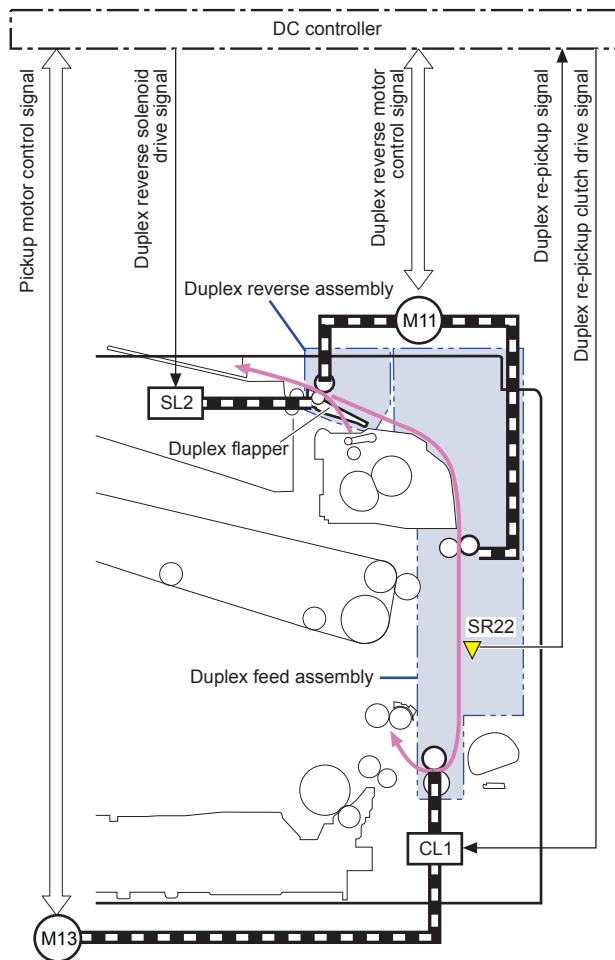 DC controller
Pickup motor control signal
Duplex reverse solenoid
drive signal
Duplex reverse motor
control signal
Duplex re-pickup signal
Duplex re-pickup clutch drive signal
Duplex reverse assembly
M11
SL2
Duplex flapper
SR22
Duplex feed assembly
CL1
M13